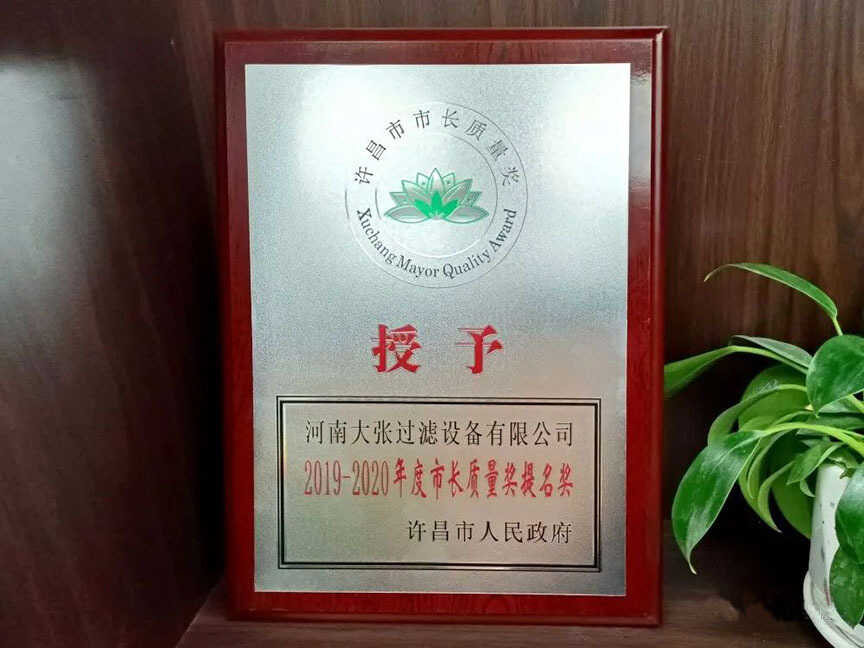 许昌市市长质量奖
Xuchang Mayor Quality Award
授予
河南大张过滤设备有限公司
2019-2020年度市长质量奖提名奖
许昌市人民政府